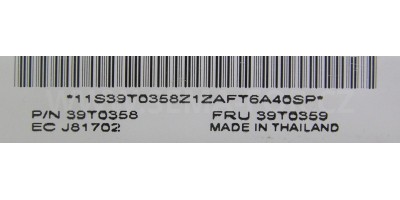 *11S39T0358Z1ZAFT6A40SP*
P/N 39T0358 FRU 39T0359
EC J81702 MADE IN THAILAND